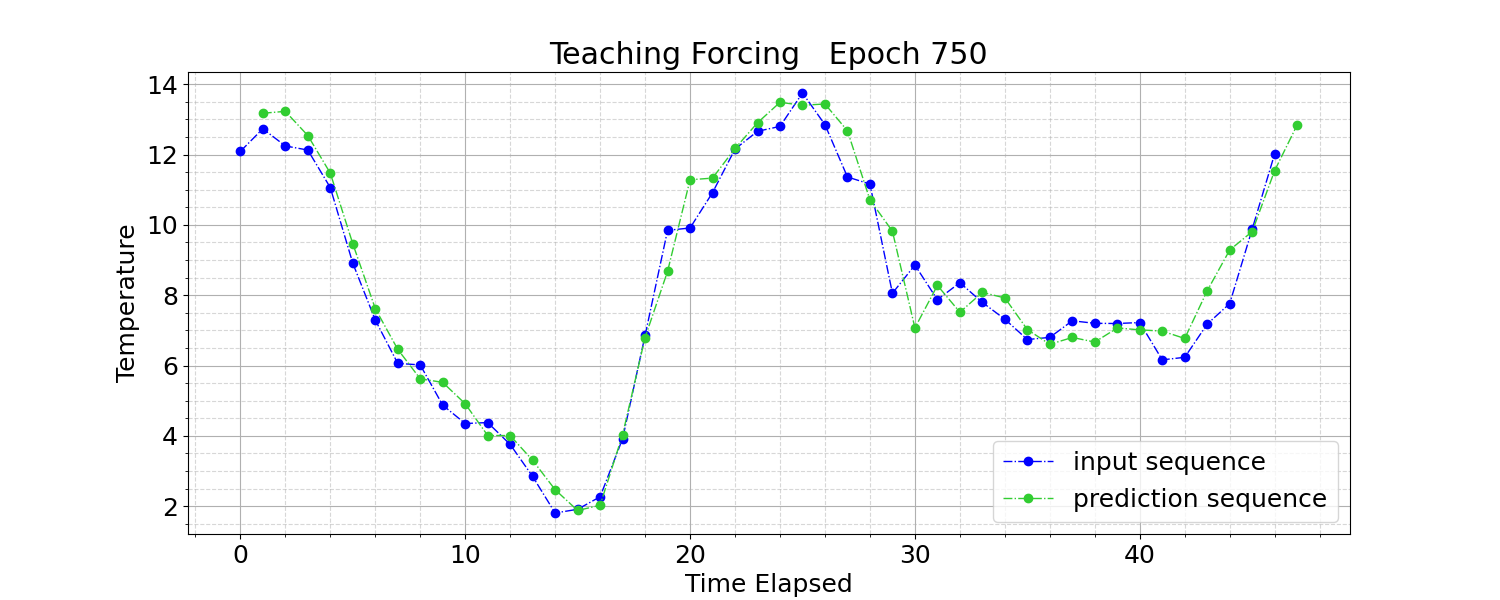 Teaching Forcing   Epoch 750
14
12
10
8
6
4
2
Temperature
0 10 20 30 40
Time Elapsed
input sequence
prediction sequence